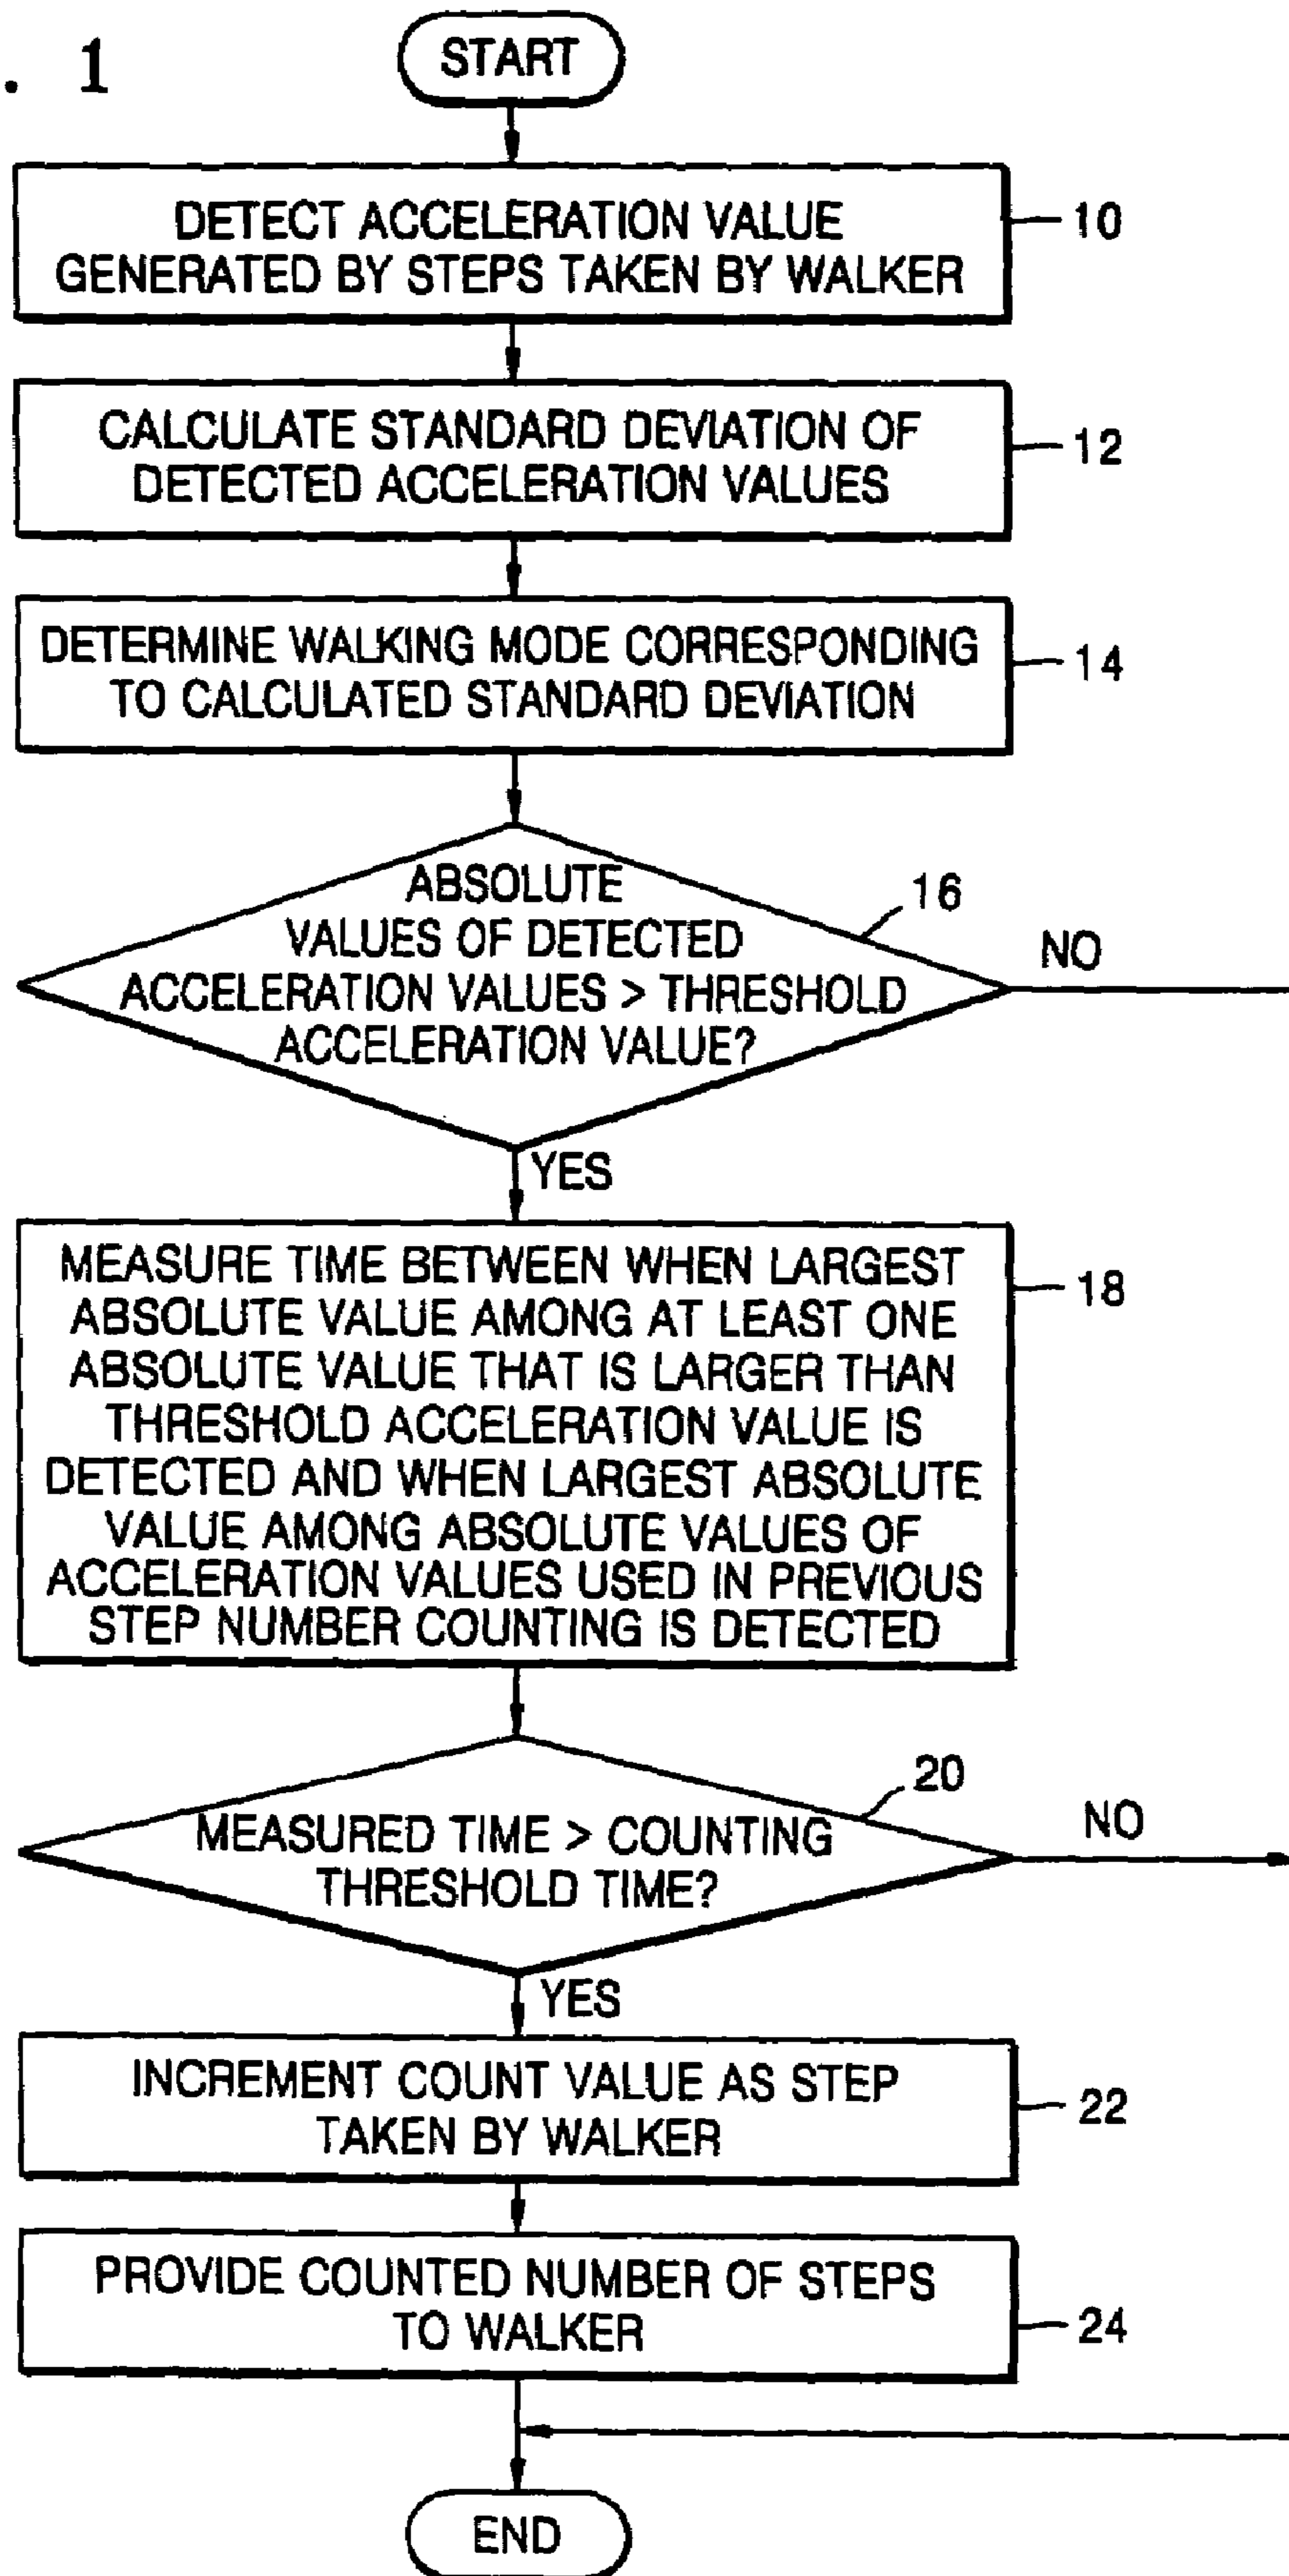 . 1
START
DETECT ACCELERATION VALUE
GENERATED BY STEPS TAKEN BY WALKER
10
CALCULATE STANDARD DEVIATION OF
DETECTED ACCELERATION VALUES
12
DETERMINE WALKING MODE CORRESPONDING
TO CALCULATED STANDARD DEVIATION
14
ABSOLUTE
VALUES OF DETECTED
ACCELERATION VALUES > THRESHOLD
ACCELERATION VALUE?
16
NO
YES
MEASURE TIME BETWEEN WHEN LARGEST
ABSOLUTE VALUE AMONG AT LEAST ONE
ABSOLUTE VALUE THAT IS LARGER THAN
THRESHOLD ACCELERATION VALUE IS
DETECTED AND WHEN LARGEST ABSOLUTE
VALUE AMONG ABSOLUTE VALUES OF
ACCELERATION VALUES USED IN PREVIOUS
STEP NUMBER COUNTING IS DETECTED
18
MEASURED TIME > COUNTING
THRESHOLD TIME?
20
NO
YES
INCREMENT COUNT VALUE AS STEP
TAKEN BY WALKER
22
PROVIDE COUNTED NUMBER OF STEPS
TO WALKER
24
END